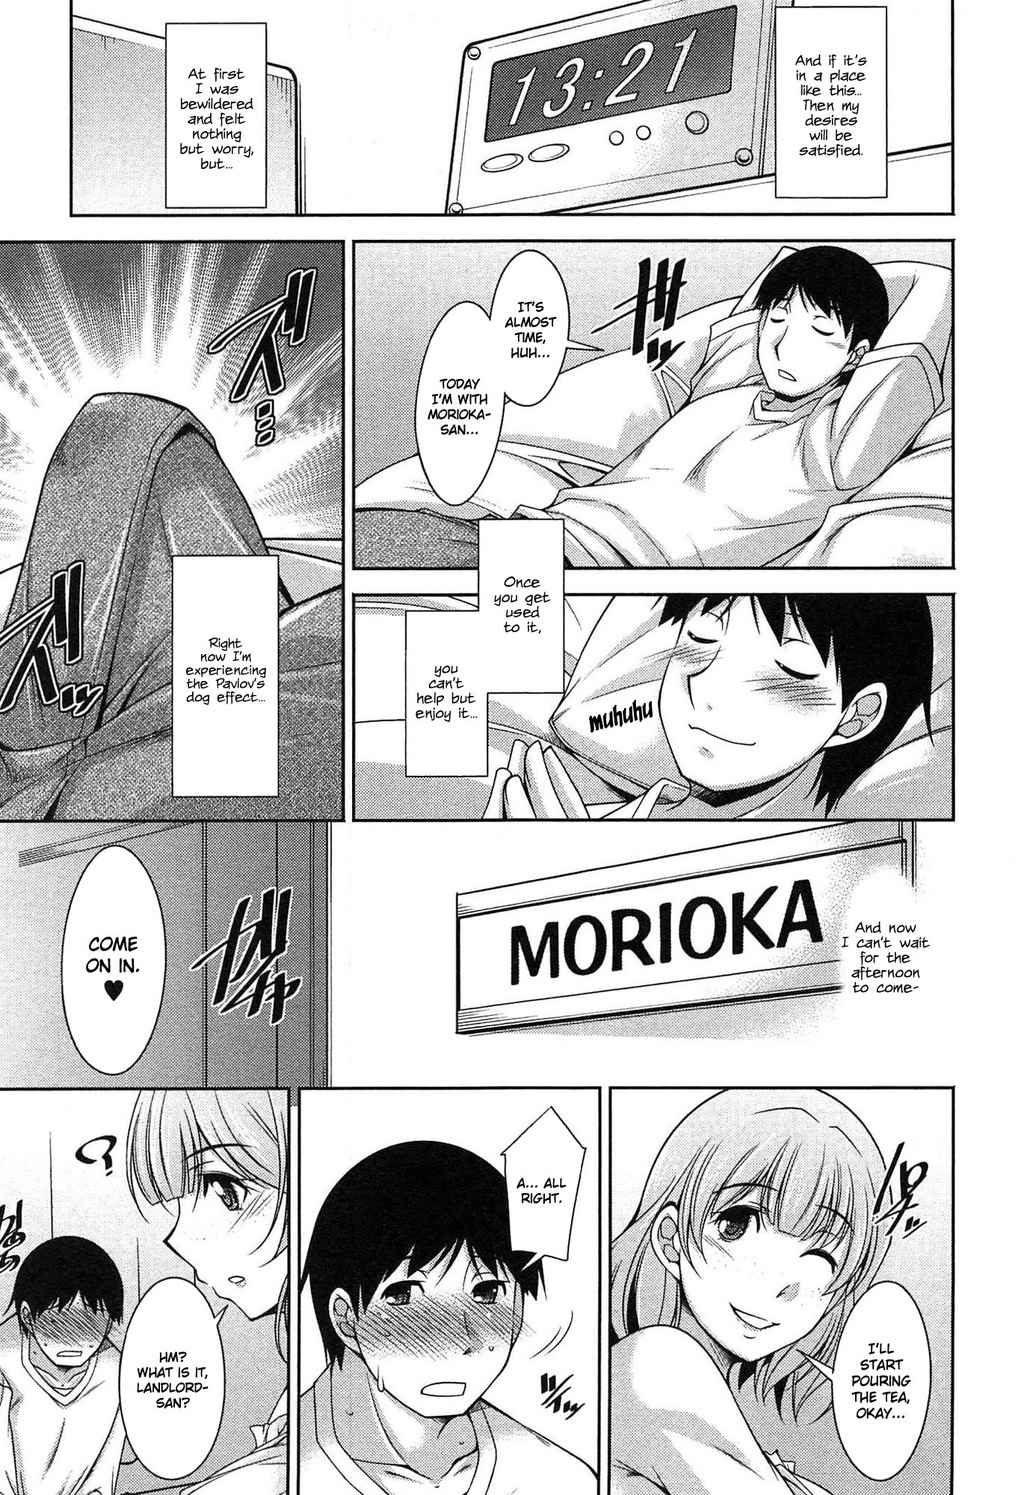 And if it's
in a place
like this...
Then my
desires
will be
satisfied.
13:21
At first
I was
bewildered
and felt
nothing
but worry,
but...
IT'S
ALMOST
TIME,
HUH...
TODAY
I'M WITH
MORIOKA-
SAN...
Once
you get
used
to it,
you
can't
help but
enjoy it...
muhuhu
Right
now I'm
experiencing
the Pavlov's
dog effect...
MORIOKA
And now
I can't wait
for the
afternoon
to come-
COME
ON IN.
♥
I'LL
START
POURING
THE TEA,
OKAY...
A... ALL
RIGHT.
?
HM?
WHAT IS IT,
LANDLORD-
SAN?